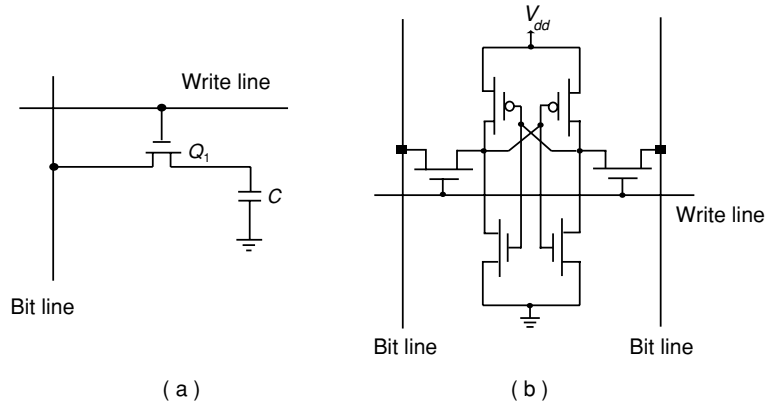 Write line
Q1
C
Bit line
( a )
Vdd
Write line
Bit line
Bit line
( b )